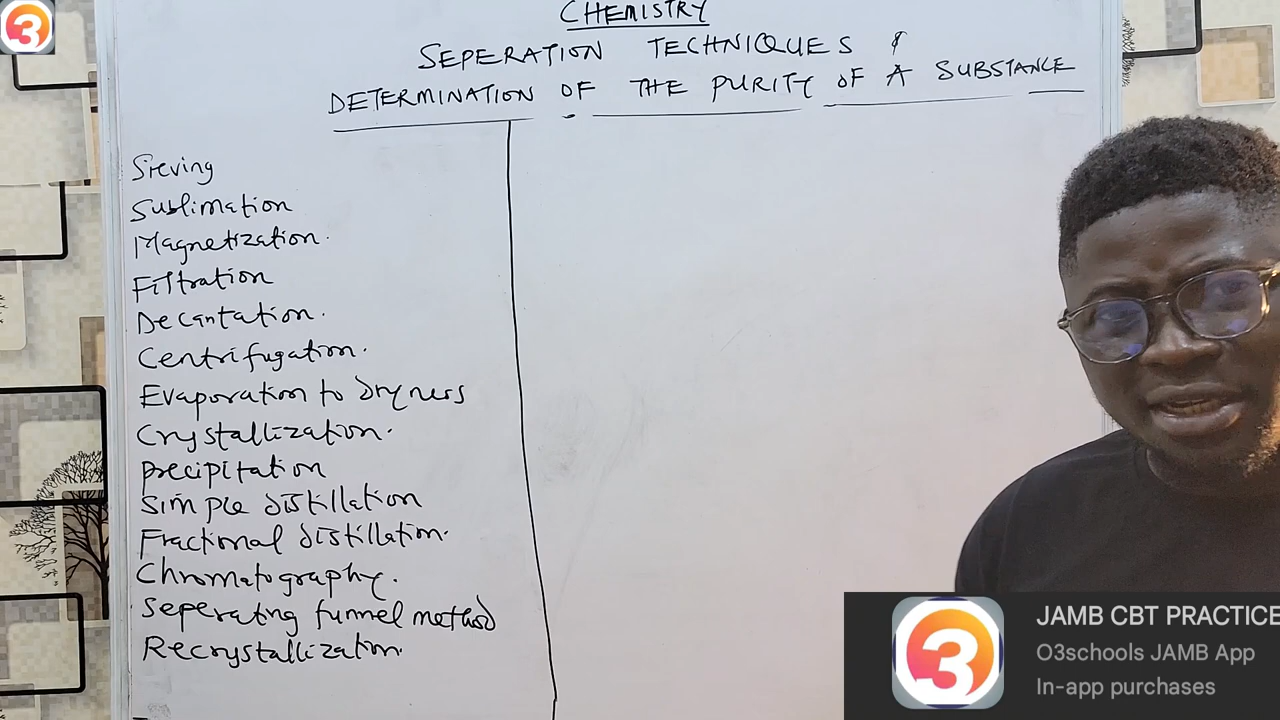 3
CHEMISTRY
SEPERATION TECHNIQUES &
DETERMINATION OF THE PURITY OF A SUBSTANCE
Sieving
Sublimation
Magnetization.
Filtration
Decantation.
Centrifugation.
Evaporation to dryness
Crystallization.
precipitation
Simple distillation
Fractional distillation.
Chromatography.
Seperating funnel method
Recrystallization.
3
JAMB CBT PRACTICE
O3schools JAMB App
In-app purchases